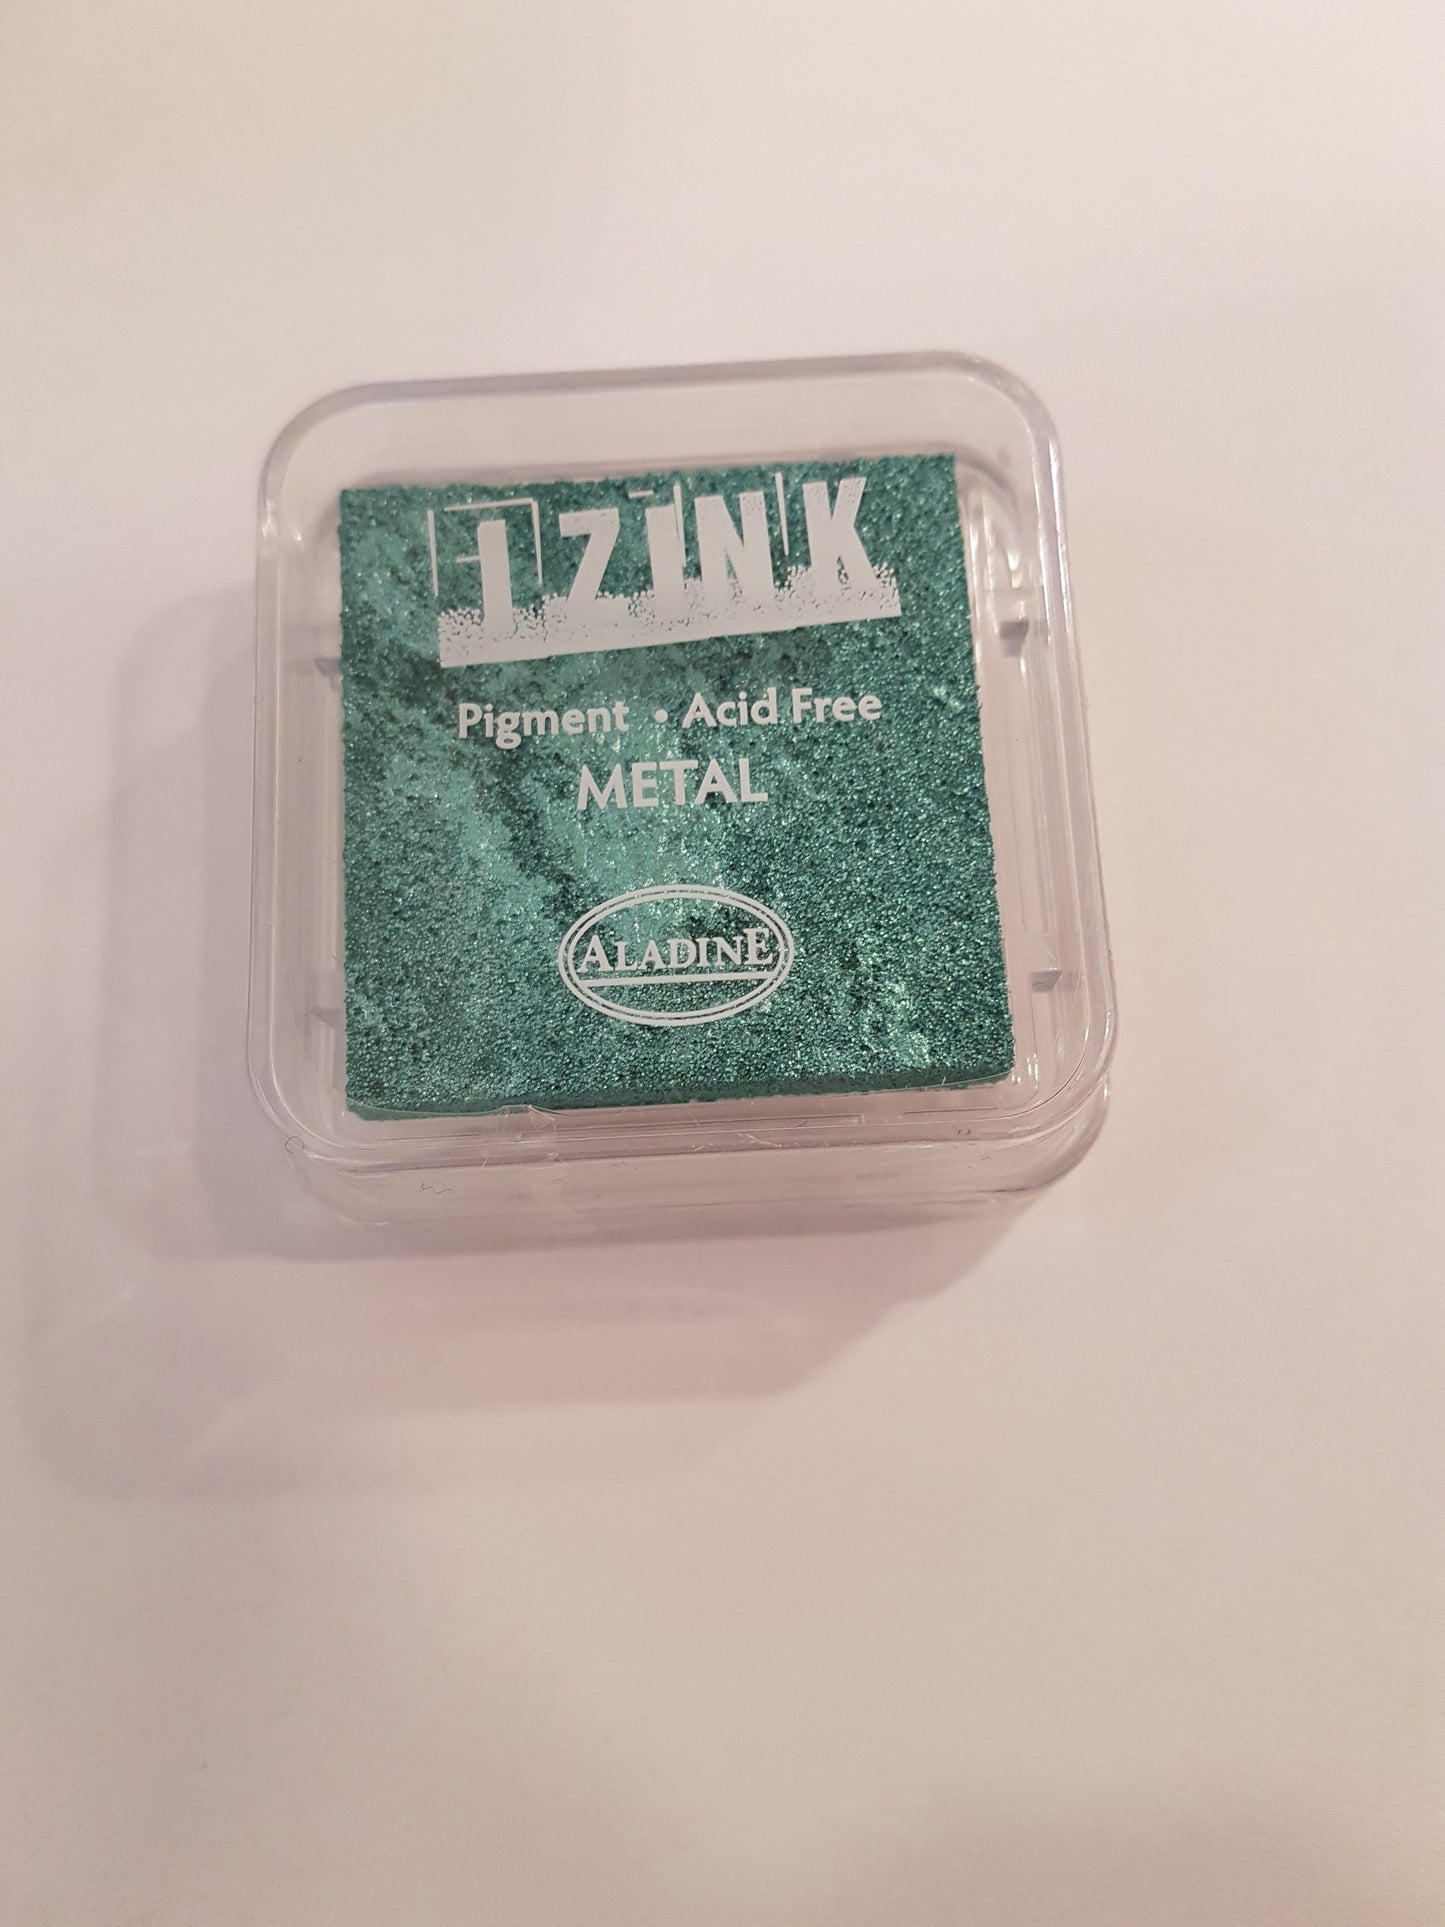 IZINK
Pigment • Acid Free
METAL
ALADINE